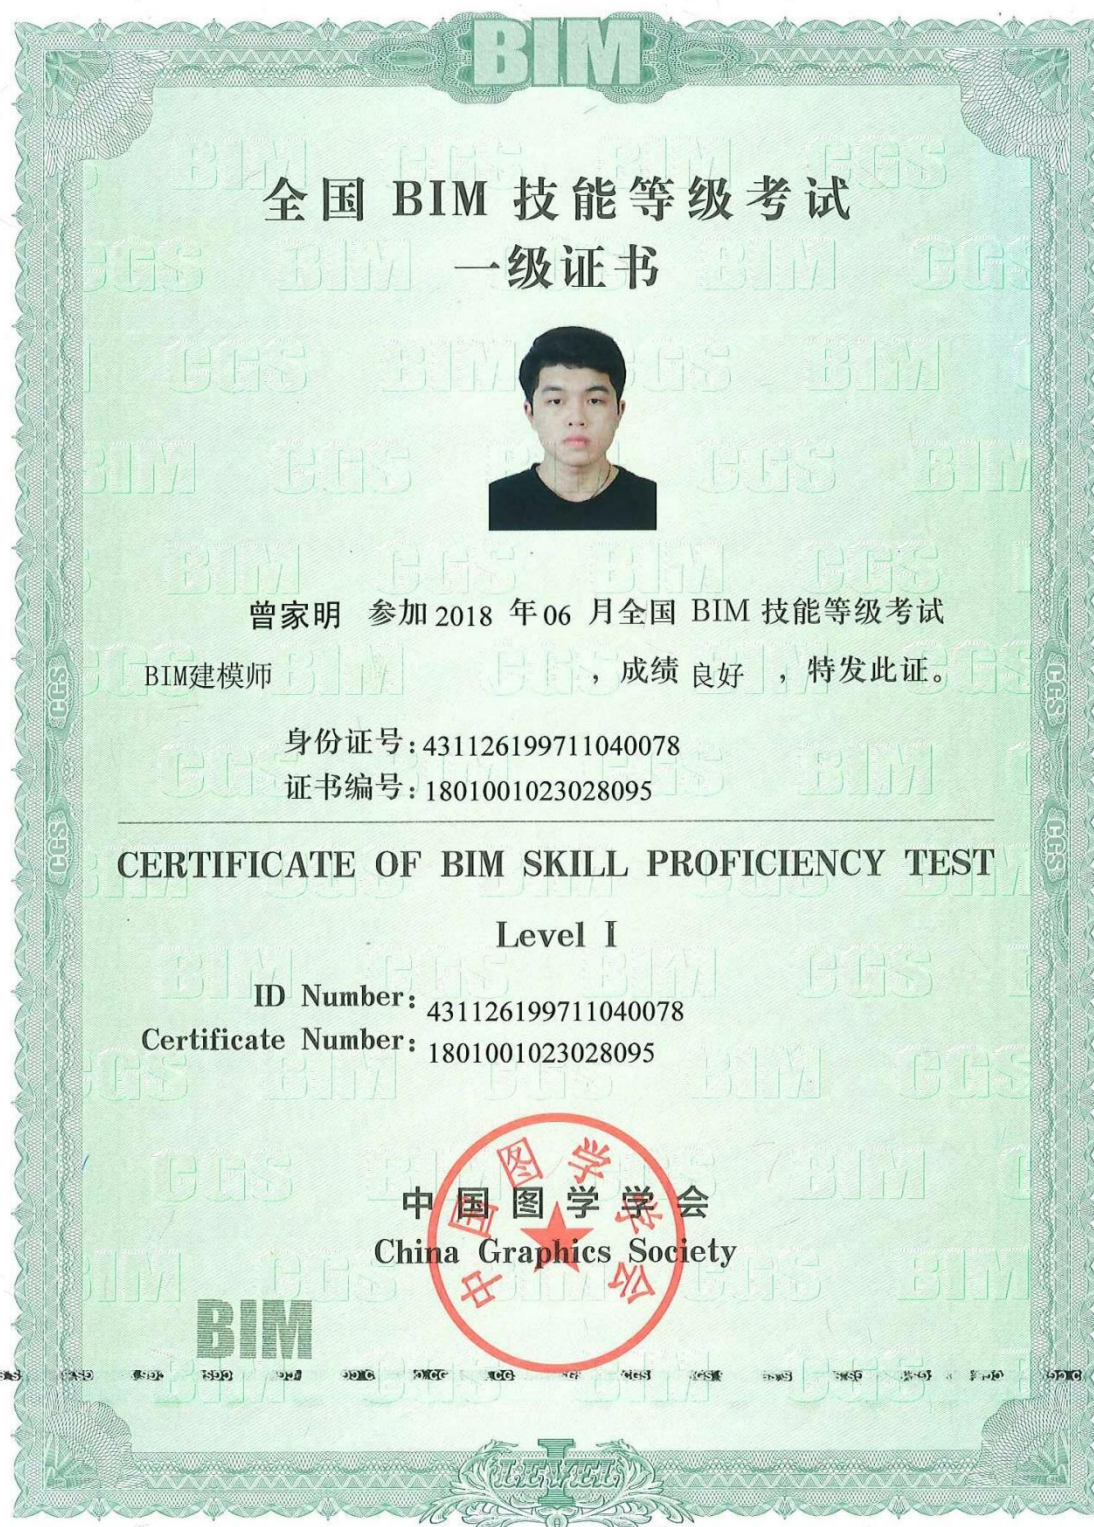 BIM
全国 BIM 技能等级考试
一级证书
曾家明 参加 2018 年 06 月全国 BIM 技能等级考试
BIM建模师 ，成绩 良好 ，特发此证。
身份证号：431126199711040078
证书编号：1801001023028095
CERTIFICATE OF BIM SKILL PROFICIENCY TEST
Level I
ID Number: 431126199711040078
Certificate Number: 1801001023028095
中国图学学会
China Graphics Society
中国图学学会
BIM
LEVEL I
CGS
CGS
CGS
CGS